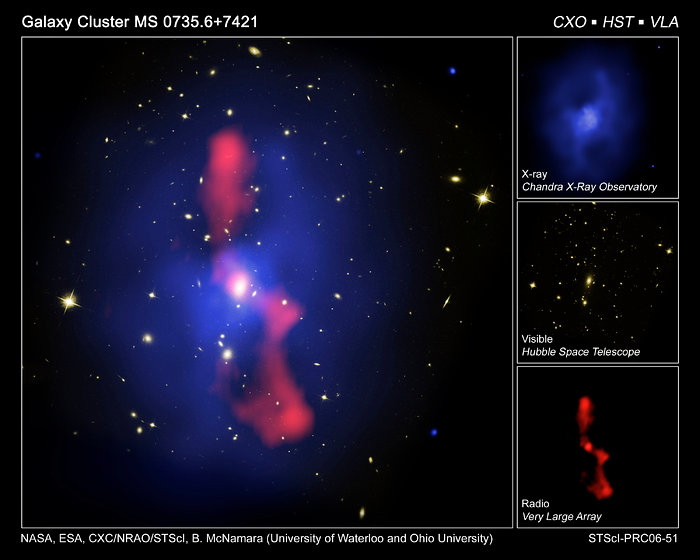 Galaxy Cluster MS 0735.6+7421
CXO ▪ HST ▪ VLA
X-ray
Chandra X-Ray Observatory
Visible
Hubble Space Telescope
Radio
Very Large Array
NASA, ESA, CXC/NRAO/STScI, B. McNamara (University of Waterloo and Ohio University)
STScI-PRC06-51